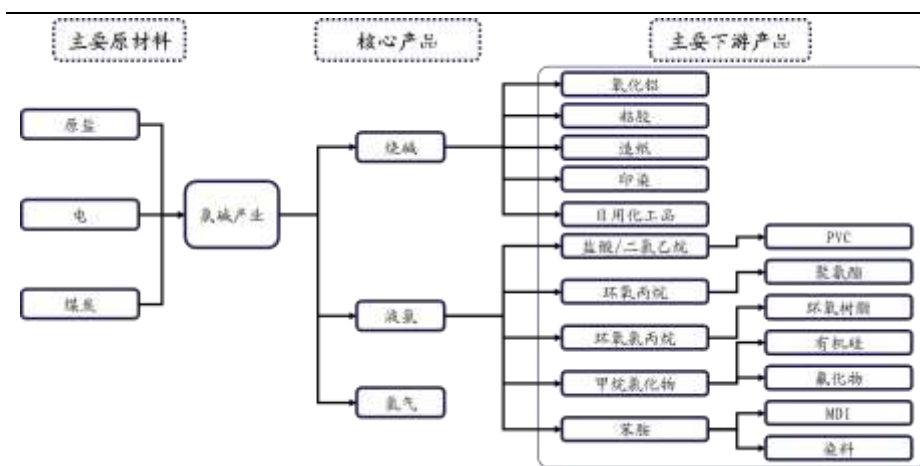 主要原材料
核心产品
主要下游产品
原盐
电
煤炭
氯碱产业
烧碱
液氯
氢气
氧化铝
粘胶
造纸
印染
日用化工品
盐酸/二氯乙烷
环氧丙烷
环氧氯丙烷
甲烷氯化物
苯胺
PVC
聚氨酯
环氧树脂
有机硅
氟化物
MDI
染料